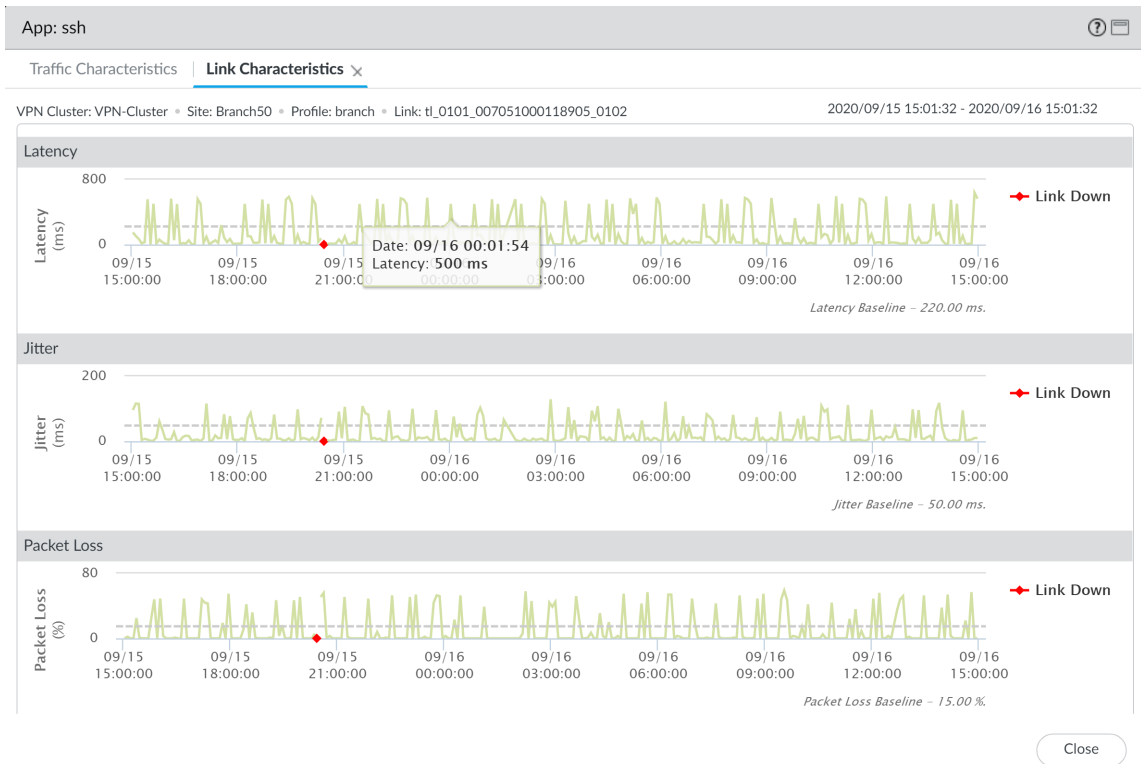 App: ssh
Traffic Characteristics
Link Characteristics
VPN Cluster: VPN-Cluster • Site: Branch50 • Profile: branch • Link: tl_0101_007051000118905_0102
2020/09/15 15:01:32 - 2020/09/16 15:01:32
Latency
800
0
Latency
(ms)
Link Down
Date: 09/16 00:01:54
Latency: 500 ms
09/15 09/15 09/15 09/16 09/16 09/16 09/16 09/16
15:00:00 18:00:00 21:00:00 00:00:00 03:00:00 06:00:00 09:00:00 12:00:00 15:00:00
Latency Baseline – 220.00 ms.
Jitter
200
0
Jitter
(ms)
Link Down
09/15 09/15 09/15 09/16 09/16 09/16 09/16 09/16 09/16
15:00:00 18:00:00 21:00:00 00:00:00 03:00:00 06:00:00 09:00:00 12:00:00 15:00:00
Jitter Baseline – 50.00 ms.
Packet Loss
80
0
Packet Loss
(%)
Link Down
09/15 09/15 09/15 09/16 09/16 09/16 09/16 09/16 09/16
15:00:00 18:00:00 21:00:00 00:00:00 03:00:00 06:00:00 09:00:00 12:00:00 15:00:00
Packet Loss Baseline – 15.00 %.
Close